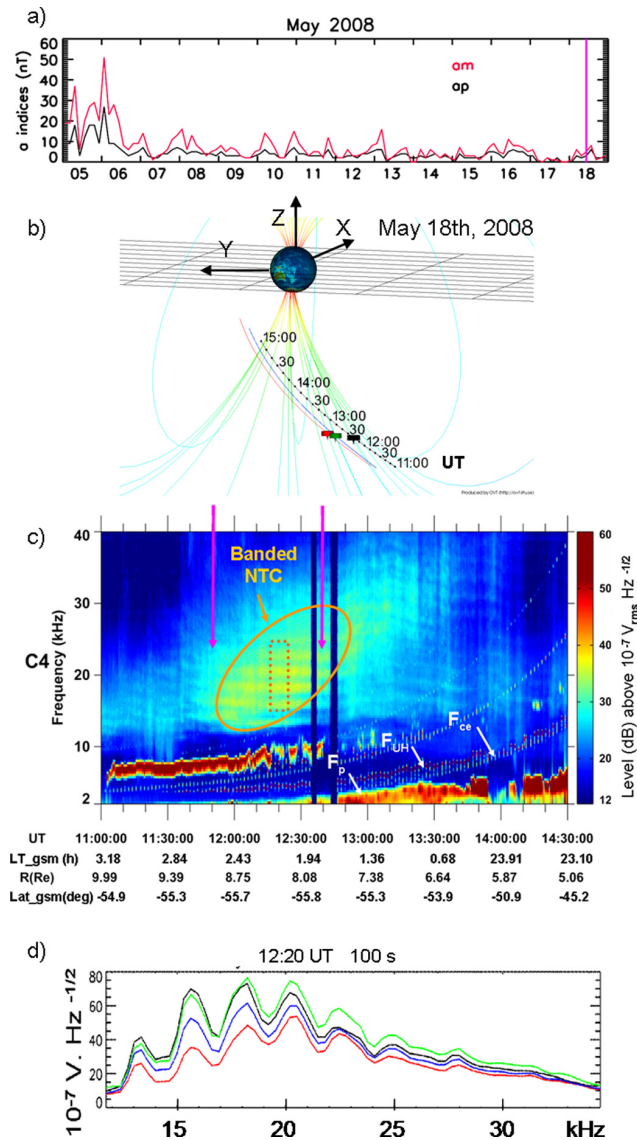 a)
May 2008
a indices (nT)
60
50
40
30
20
10
0
am
ap
05 06 07 08 09 10 11 12 13 14 15 16 17 18
b)
May 18th, 2008
Z
X
Y
15:00
30
14:00
30
13:00
30
12:00
30
11:00
UT
Produced by OVT (http://ovt.irfu.se)
c)
C4
Frequency (kHz)
40
30
20
10
2
Banded
NTC
Fp
FUH
Fce
60
50
40
30
20
12
Level (dB) above 10-7 Vrms Hz -1/2
UT 11:00:00 11:30:00 12:00:00 12:30:00 13:00:00 13:30:00 14:00:00 14:30:00
LT_gsm (h) 3.18 2.84 2.43 1.94 1.36 0.68 23.91 23.10
R(Re) 9.99 9.39 8.75 8.08 7.38 6.64 5.87 5.06
Lat_gsm(deg) -54.9 -55.3 -55.7 -55.8 -55.3 -53.9 -50.9 -45.2
d)
12:20 UT 100 s
10-7 V. Hz -1/2
80
60
40
20
0
15 20 25 30 kHz